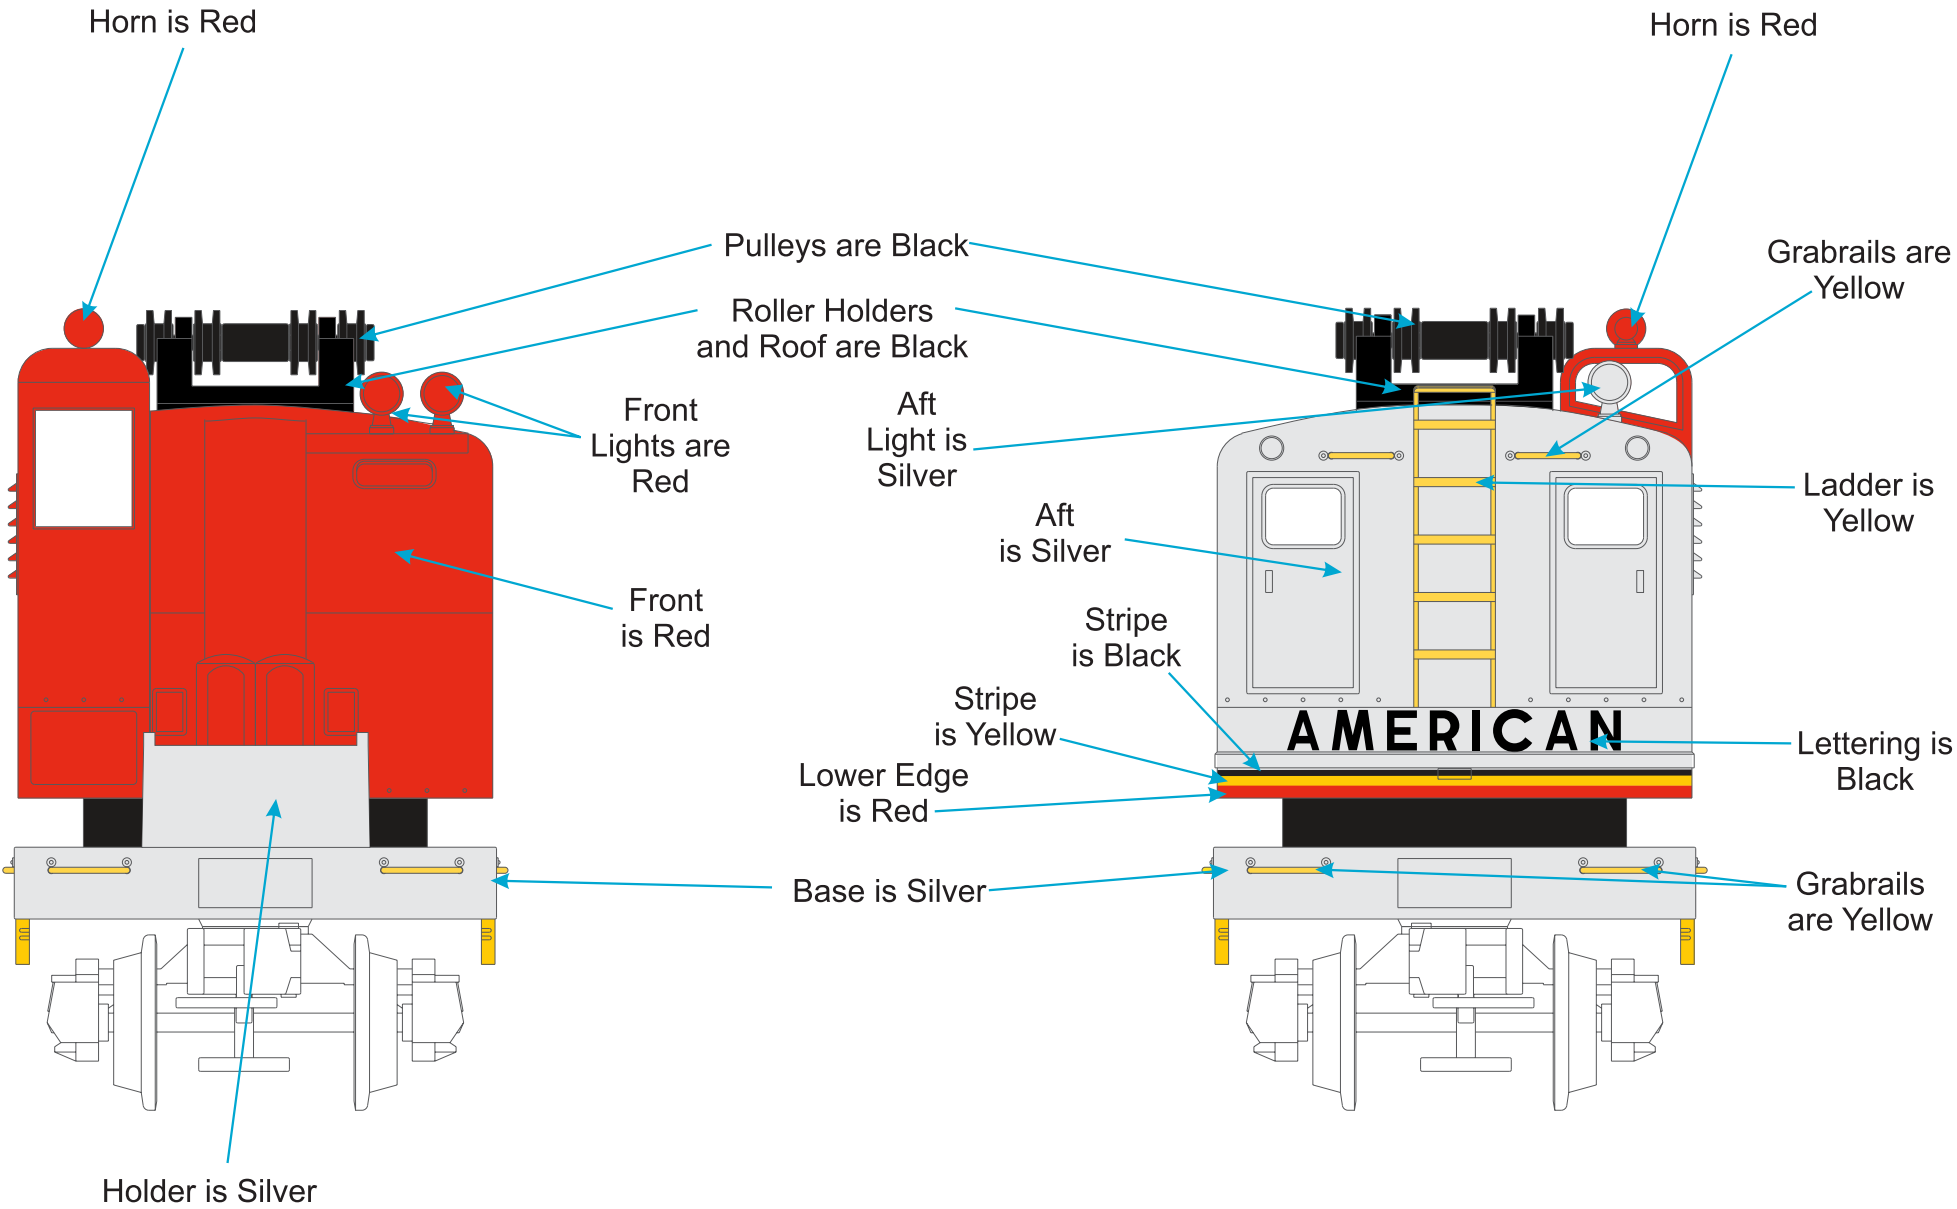 Horn is Red
Horn is Red
Pulleys are Black
Grabrails are
Yellow
Roller Holders
and Roof are Black
Front
Lights are
Red
Aft
Light is
Silver
Ladder is
Yellow
Aft
is Silver
Front
is Red
Stripe
is Black
Stripe
is Yellow
AMERICAN
Lettering is
Black
Lower Edge
is Red
Base is Silver
Grabrails
are Yellow
Holder is Silver